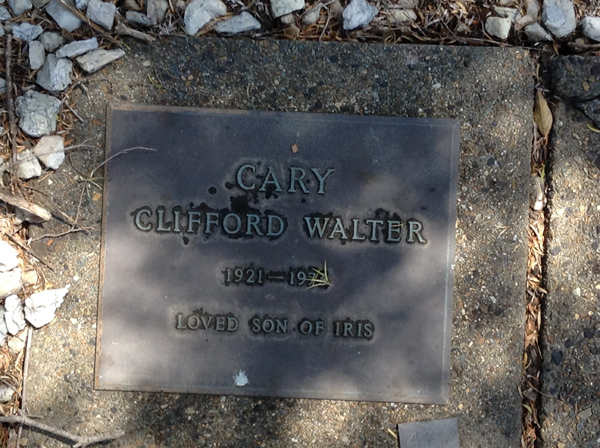 CARY
CLIFFORD WALTER
1921—
LOVED SON OF IRIS